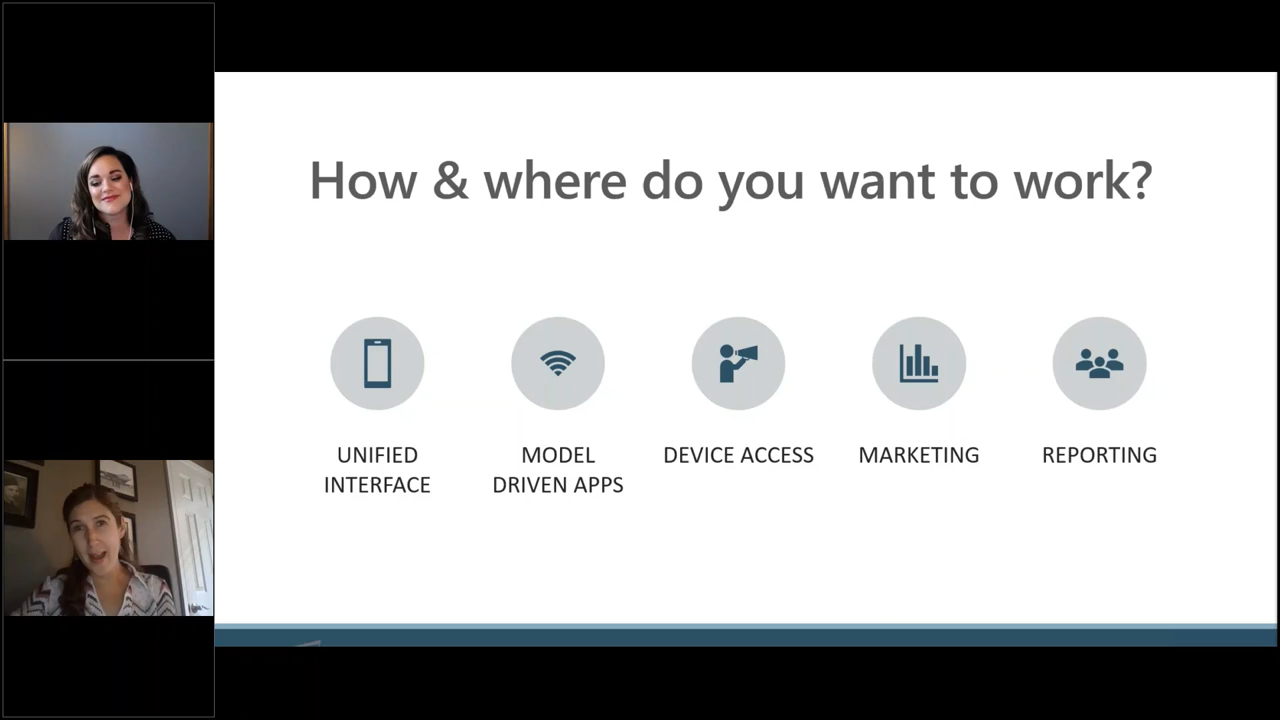 How & where do you want to work?
UNIFIED
INTERFACE
MODEL
DRIVEN APPS
DEVICE ACCESS
MARKETING
REPORTING